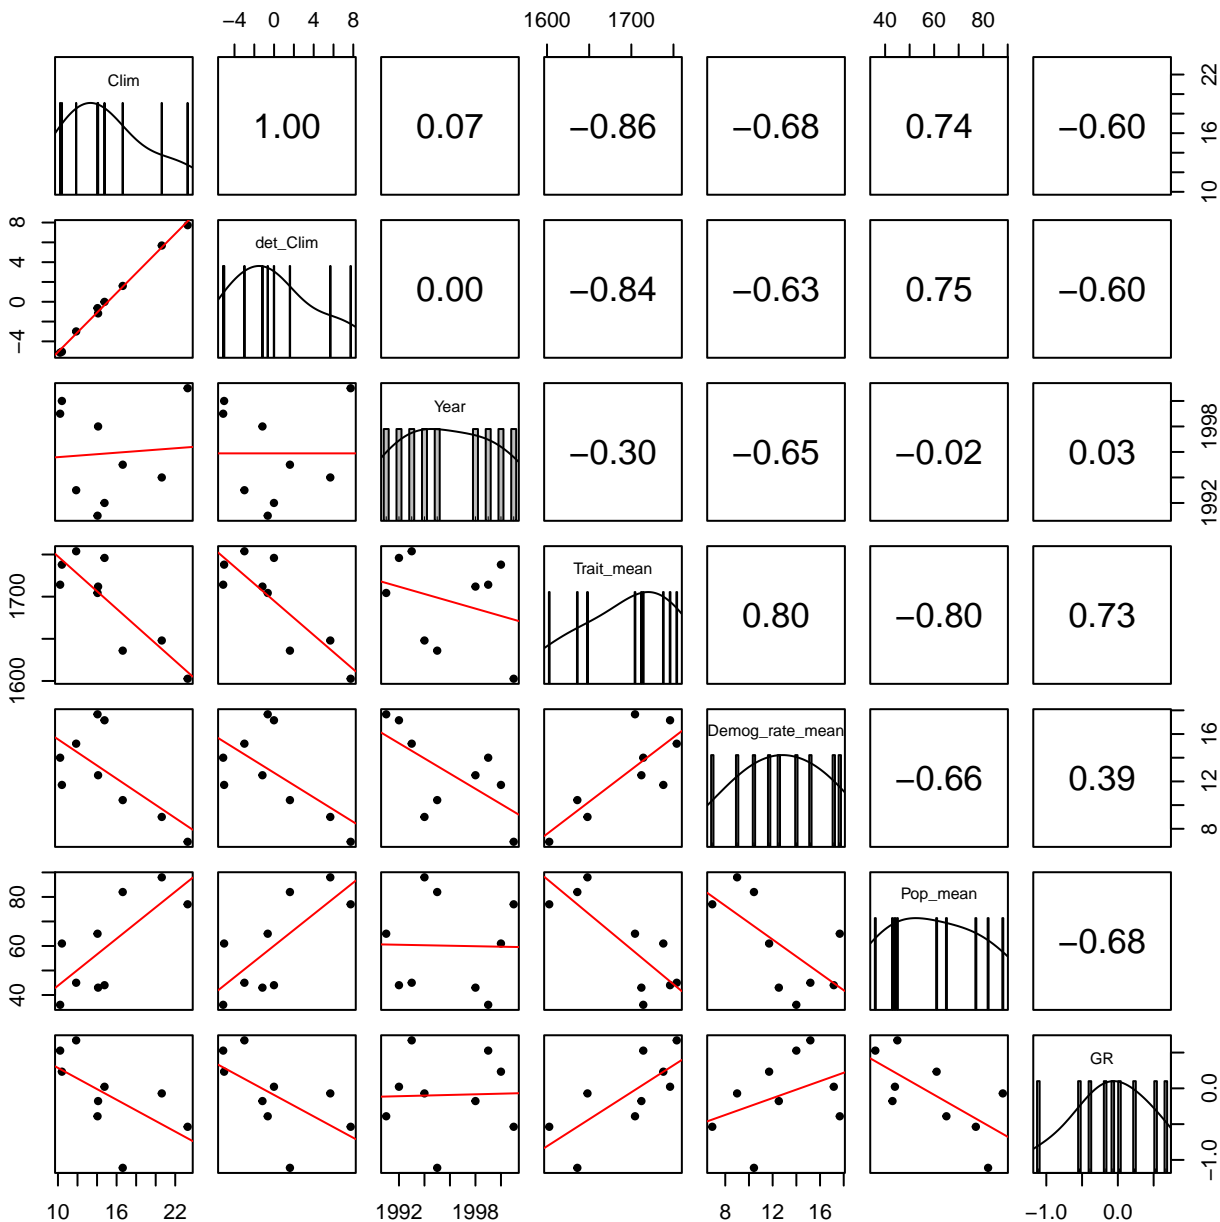 −4 0 4 8 1600 1700 40 60 80
Clim 1.00 0.07 −0.86 −0.68 0.74 −0.60 10 16 22
−4 0 4 8 det_Clim 0.00 −0.84 −0.63 0.75 −0.60
Year −0.30 −0.65 −0.02 0.03 1992 1998
1600 1700 Trait_mean 0.80 −0.80 0.73
Demog_rate_mean −0.66 0.39 8 12 16
40 60 80 Pop_mean −0.68
GR −1.0 0.0
10 16 22 1992 1998 8 12 16 −1.0 0.0